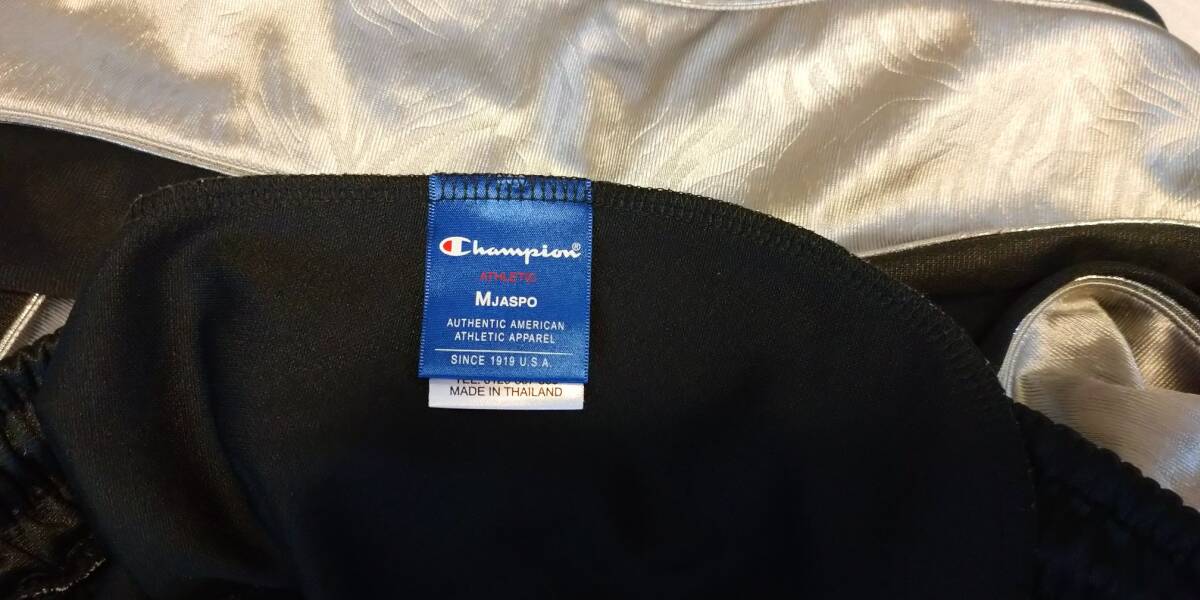 Champion®
ATHLETIC
MJASPO
AUTHENTIC AMERICAN
ATHLETIC APPAREL
SINCE 1919 U.S.A.
MADE IN THAILAND